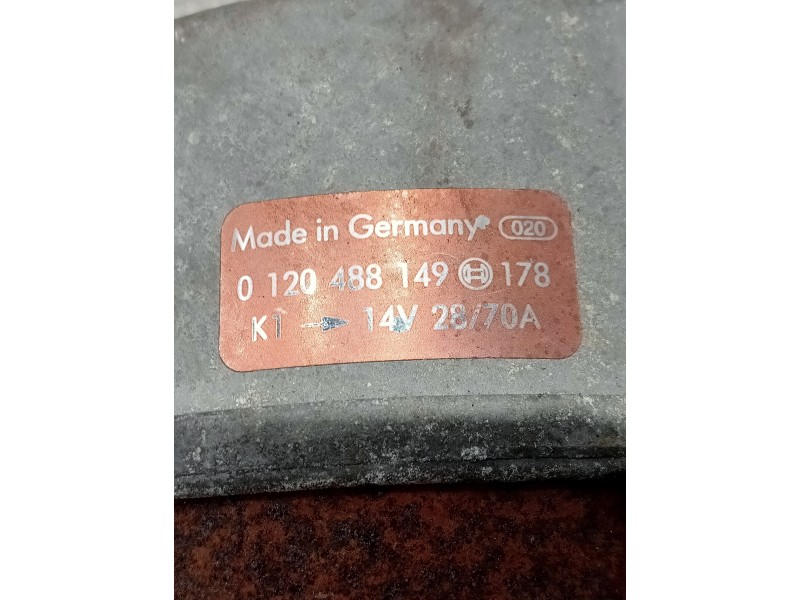 Made in Germany 020
0 120 488 149 178
K1 → 14V 28/70A